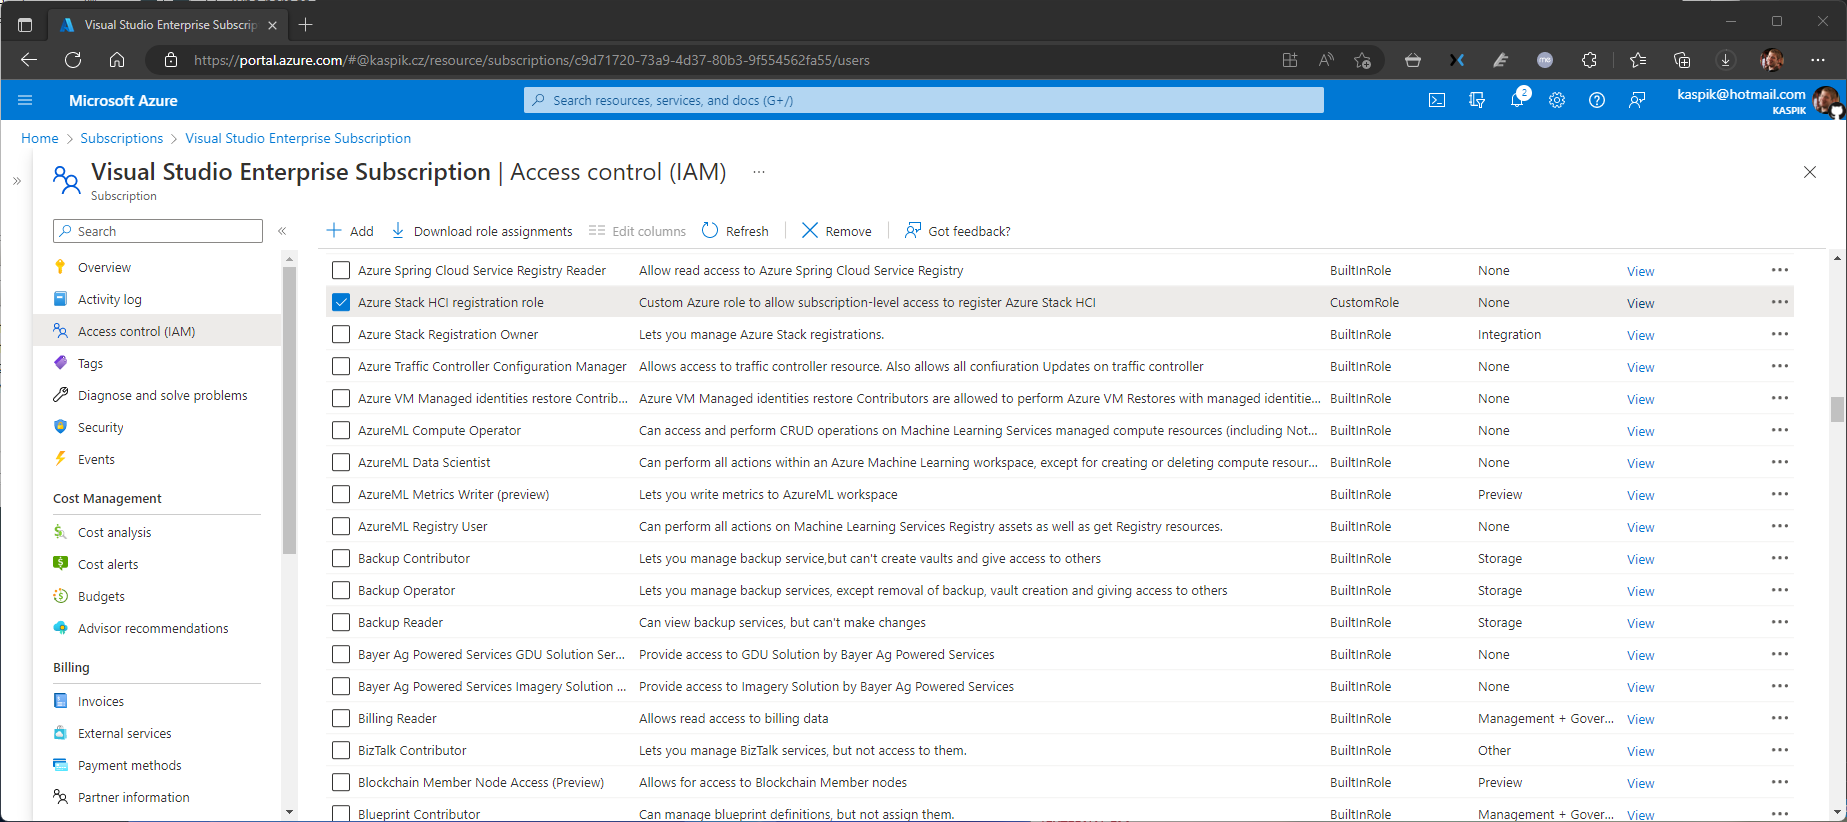 Visual Studio Enterprise Subscrip
https://portal.azure.com/#@kaspik.cz/resource/subscriptions/c9d71720-73a9-4d37-80b3-9f554562fa55/users
Microsoft Azure
Search resources, services, and docs (G+/)
2
kaspik@hotmail.com
KASPIK
Home > Subscriptions > Visual Studio Enterprise Subscription
Visual Studio Enterprise Subscription | Access control (IAM) ...
Subscription
Search
Overview
Activity log
Access control (IAM)
Tags
Diagnose and solve problems
Security
Events
Cost Management
Cost analysis
Cost alerts
Budgets
Advisor recommendations
Billing
Invoices
External services
Payment methods
Partner information
Add Download role assignments Edit columns Refresh Remove Got feedback?
Azure Spring Cloud Service Registry Reader Allow read access to Azure Spring Cloud Service Registry BuiltInRole None View
Azure Stack HCI registration role Custom Azure role to allow subscription-level access to register Azure Stack HCI CustomRole None View
Azure Stack Registration Owner Lets you manage Azure Stack registrations. BuiltInRole Integration View
Azure Traffic Controller Configuration Manager Allows access to traffic controller resource. Also allows all confiuration Updates on traffic controller BuiltInRole None View
Azure VM Managed identities restore Contrib... Azure VM Managed identities restore Contributors are allowed to perform Azure VM Restores with managed identitie... BuiltInRole None View
AzureML Compute Operator Can access and perform CRUD operations on Machine Learning Services managed compute resources (including Not... BuiltInRole None View
AzureML Data Scientist Can perform all actions within an Azure Machine Learning workspace, except for creating or deleting compute resour... BuiltInRole None View
AzureML Metrics Writer (preview) Lets you write metrics to AzureML workspace BuiltInRole Preview View
AzureML Registry User Can perform all actions on Machine Learning Services Registry assets as well as get Registry resources. BuiltInRole None View
Backup Contributor Lets you manage backup service,but can't create vaults and give access to others BuiltInRole Storage View
Backup Operator Lets you manage backup services, except removal of backup, vault creation and giving access to others BuiltInRole Storage View
Backup Reader Can view backup services, but can't make changes BuiltInRole Storage View
Bayer Ag Powered Services GDU Solution Ser... Provide access to GDU Solution by Bayer Ag Powered Services BuiltInRole None View
Bayer Ag Powered Services Imagery Solution ... Provide access to Imagery Solution by Bayer Ag Powered Services BuiltInRole None View
Billing Reader Allows read access to billing data BuiltInRole Management + Gover... View
BizTalk Contributor Lets you manage BizTalk services, but not access to them. BuiltInRole Other View
Blockchain Member Node Access (Preview) Allows for access to Blockchain Member nodes BuiltInRole Preview View
Blueprint Contributor Can manage blueprint definitions, but not assign them. BuiltInRole Management + Gover... View